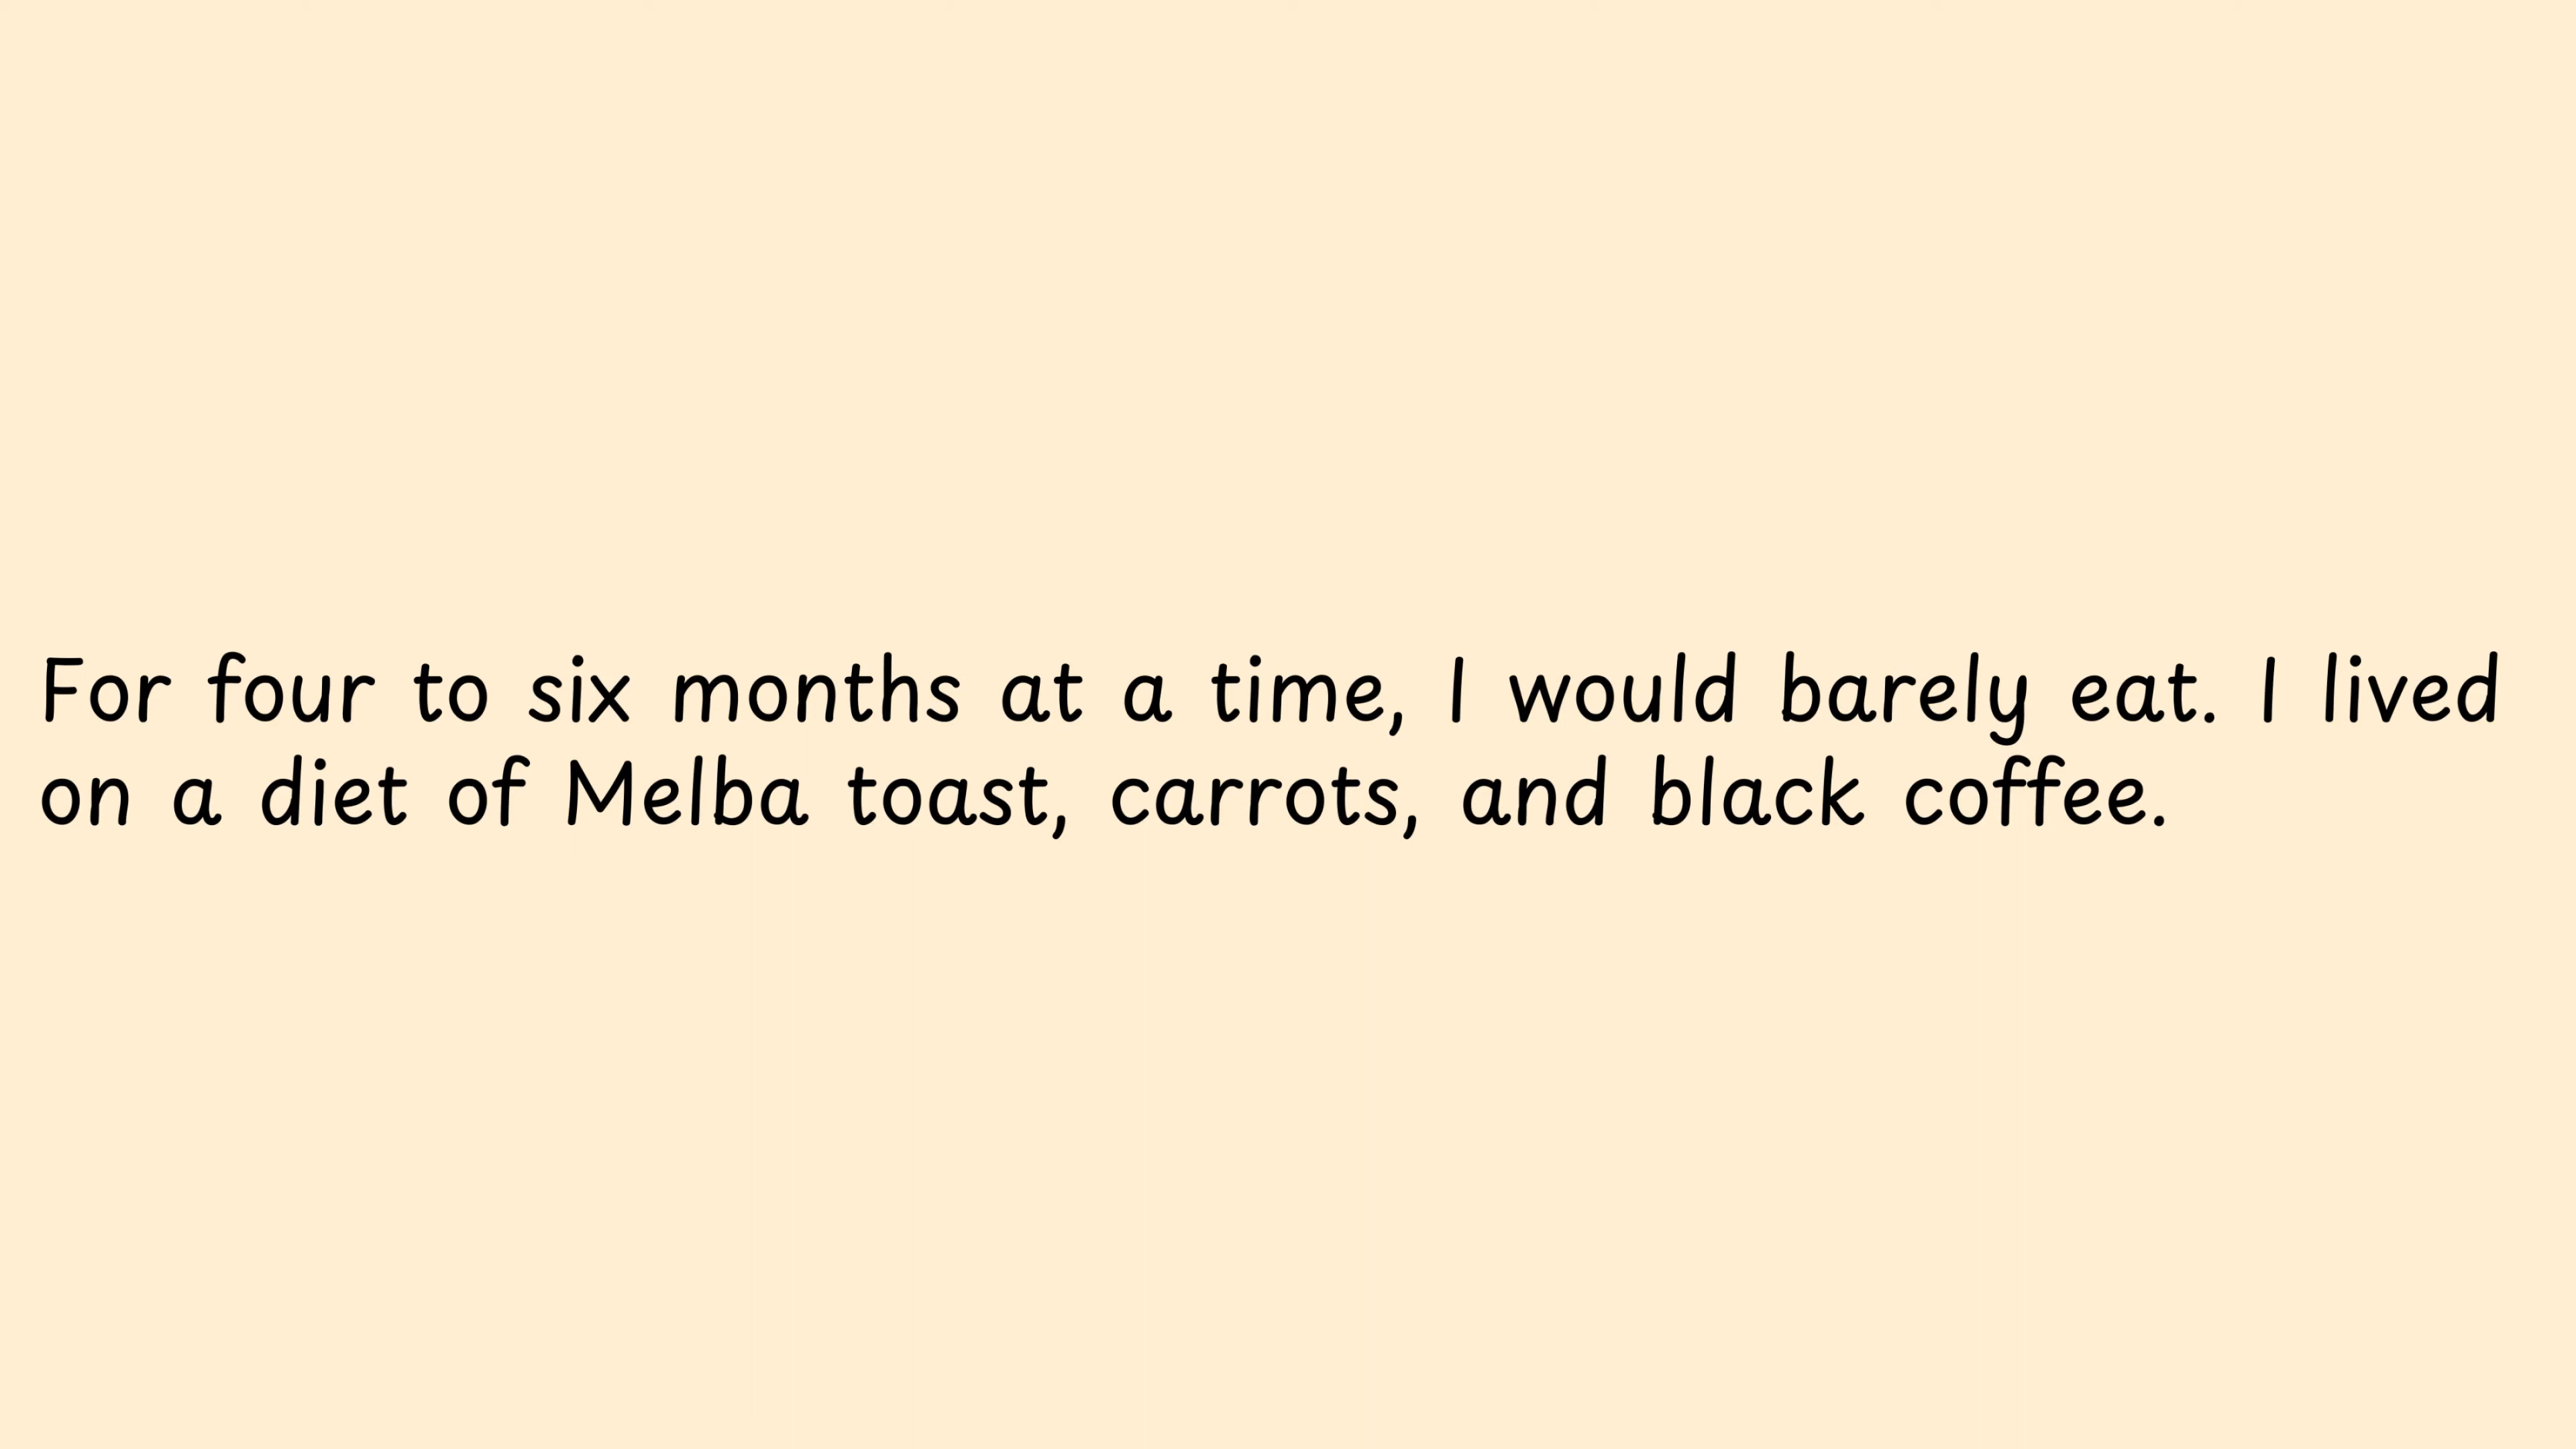 For four to six months at a time, I would barely eat. I lived
on a diet of Melba toast, carrots, and black coffee.